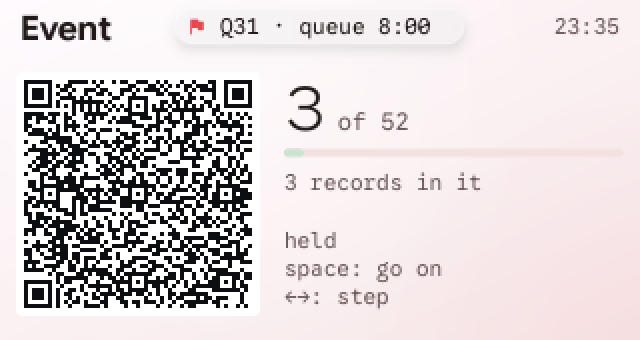 Event
Q31 · queue 8:00
23:35
3 of 52
3 records in it
held
space: go on
↔: step